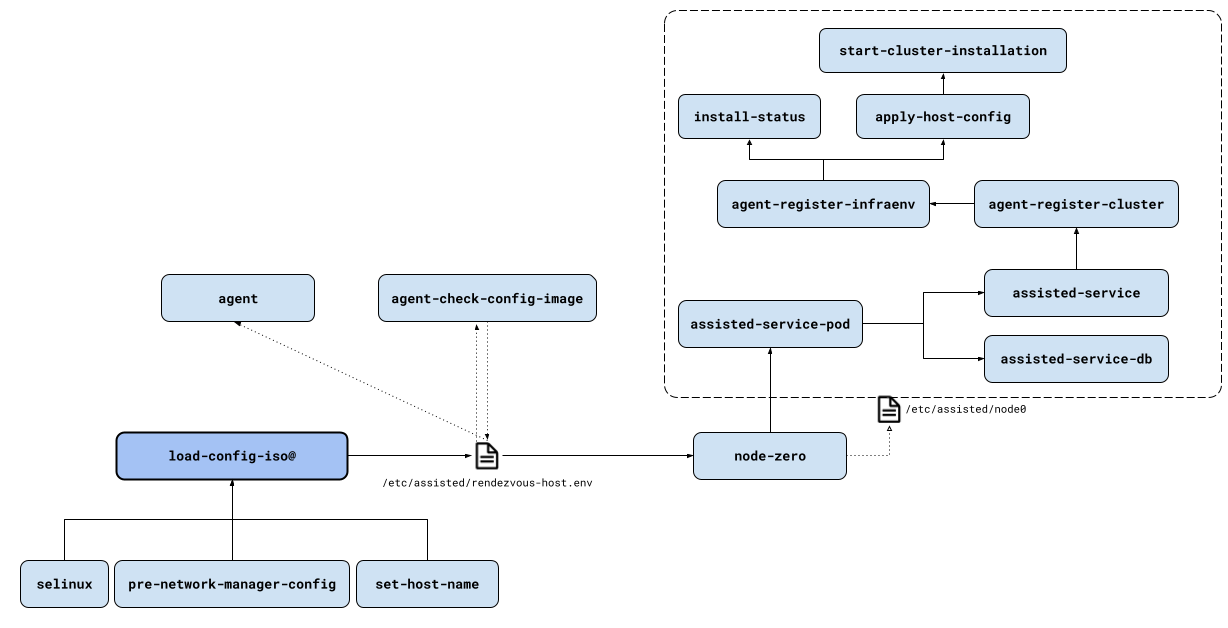 start-cluster-installation
install-status
apply-host-config
agent-register-infraenv
agent-register-cluster
agent
agent-check-config-image
assisted-service
assisted-service-pod
assisted-service-db
/etc/assisted/node0
load-config-iso@
node-zero
/etc/assisted/rendezvous-host.env
selinux
pre-network-manager-config
set-host-name